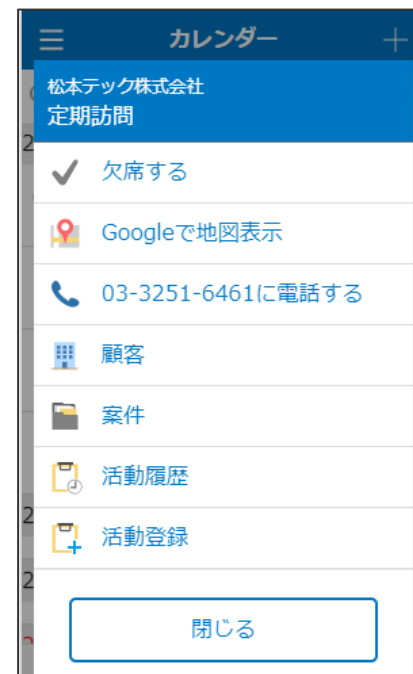 カレンダー
松本テック株式会社
定期訪問
欠席する
Googleで地図表示
03-3251-6461に電話する
顧客
案件
活動履歴
活動登録
閉じる